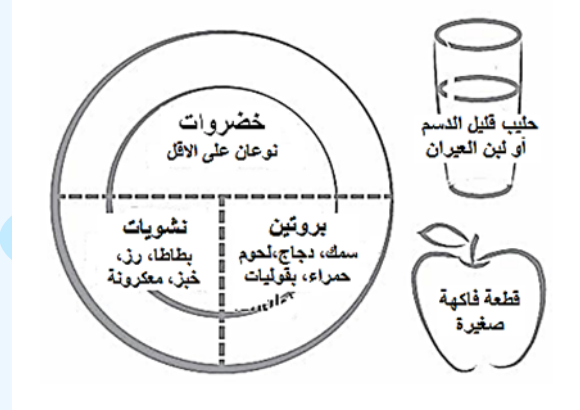 خضروات
نوعان على الاقل
نشويات
بطاطا، رز،
خبز، معكرونة
بروتين
سمك، دجاج،لحوم
حمراء، بقوليات
حليب قليل الدسم
أو لبن العيران
قطعة فاكهة
صغيرة